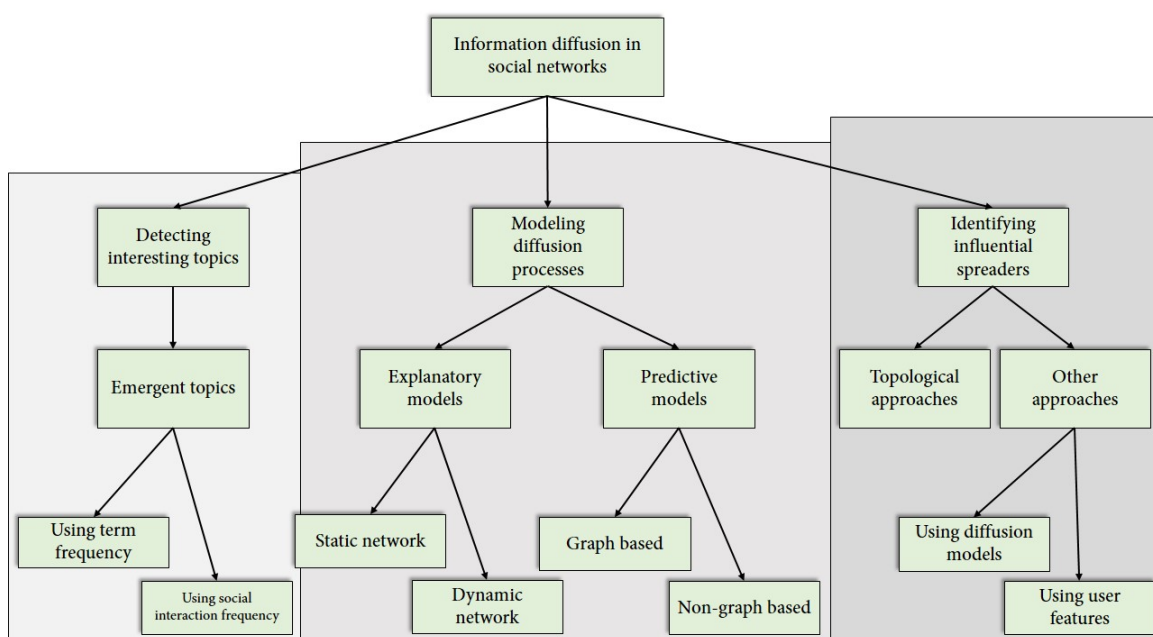 Information diffusion in
social networks
Detecting
interesting topics
Modeling
diffusion
processes
Identifying
influential
spreaders
Emergent topics
Explanatory
models
Predictive
models
Topological
approaches
Other
approaches
Using term
frequency
Static network
Graph based
Using diffusion
models
Using social
interaction frequency
Dynamic
network
Non-graph based
Using user
features